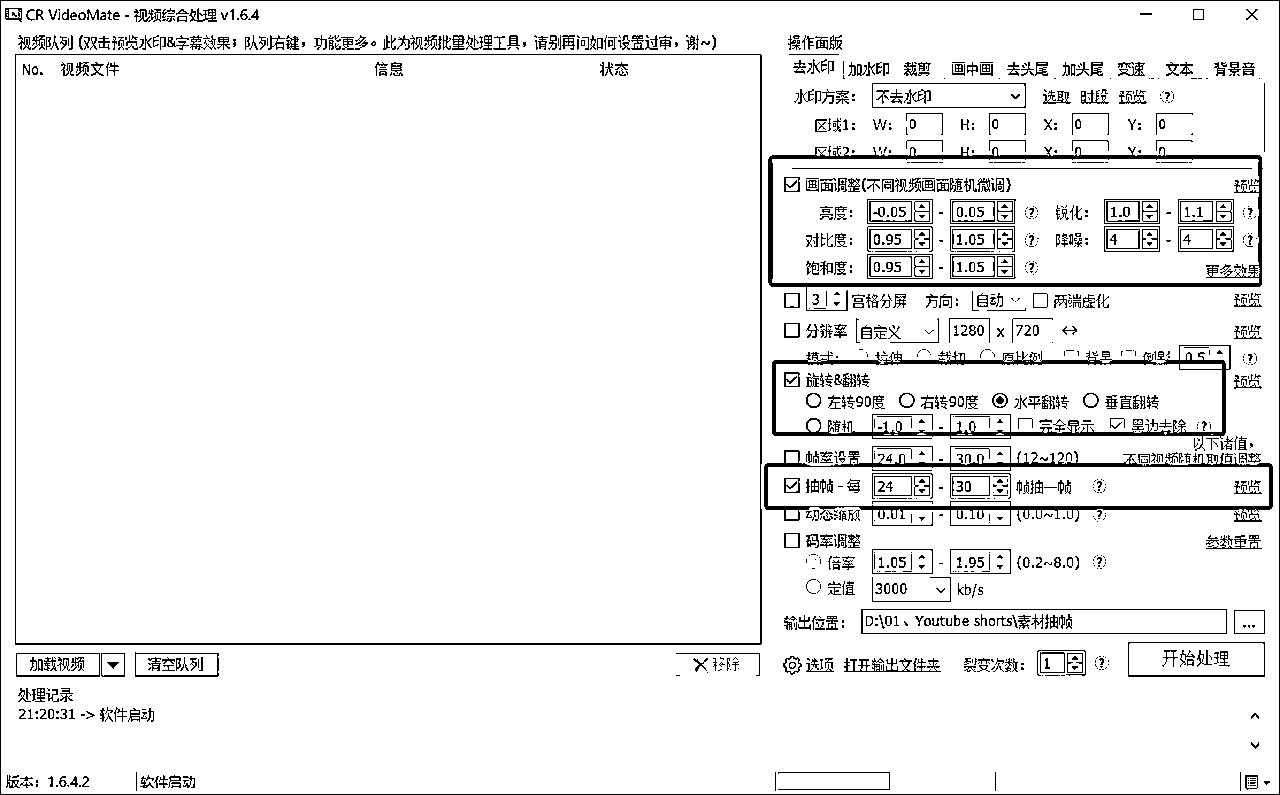 CR VideoMate - 视频综合处理 v1.6.4
视频队列 (双击预览水印&字幕效果；队列右键，功能更多。此为视频批量处理工具，请别再问如何设置过审，谢~)
No. 视频文件 信息 状态
操作面版
去水印 加水印 裁剪 画中画 去头尾 加头尾 变速 文本 背景音
水印方案： 不去水印 选取 时段 预览 ?
区域1： W: 0 H: 0 X: 0 Y: 0
区域2： W: 0 H: 0 X: 0 Y: 0
画面调整(不同视频画面随机微调) 预览
亮度： -0.05 - 0.05 ? 锐化： 1.0 - 1.1 ?
对比度： 0.95 - 1.05 ? 降噪： 4 - 4 ?
饱和度： 0.95 - 1.05 ? 更多效果
3 宫格分屏 方向： 自动 两端虚化 预览
分辨率 自定义 1280 x 720 预览
模式： 拉伸 裁切 原比例 背景 倒影 0.5 ?
旋转&翻转 预览
左转90度 右转90度 水平翻转 垂直翻转
随机 -1.0 - 1.0 完全显示 黑边去除 ?
以下诸值，
帧率设置 24.0 - 30.0 (12~120) 不同视频随机取值调整
抽帧 - 每 24 - 30 帧抽一帧 ? 预览
动态缩放 0.01 - 0.10 (0.0~1.0) ? 预览
码率调整 参数重置
倍率 1.05 - 1.95 (0.2~8.0) ?
定值 3000 kb/s
输出位置： D:\01、Youtube shorts\素材抽帧 ...
加载视频 清空队列 移除 选项 打开输出文件夹 裂变次数： 1 ? 开始处理
处理记录
21:20:31 -> 软件启动
版本：1.6.4.2 软件启动